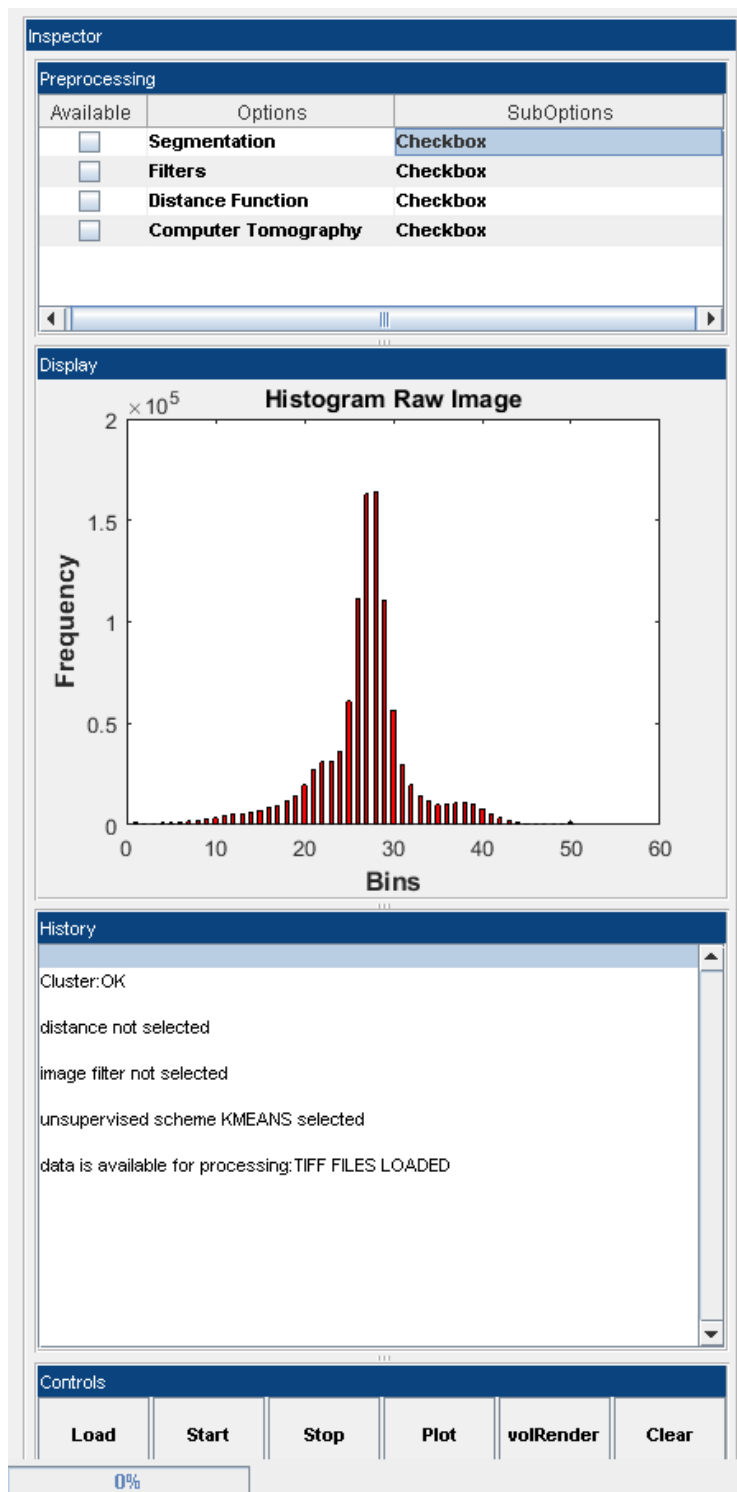 Inspector
Preprocessing
Available Options SubOptions
Segmentation Checkbox
Filters Checkbox
Distance Function Checkbox
Computer Tomography Checkbox
Display
×10^5 Histogram Raw Image
2
1.5
1
0.5
0
Frequency
0 10 20 30 40 50 60
Bins
History
Cluster:OK
distance not selected
image filter not selected
unsupervised scheme KMEANS selected
data is available for processing:TIFF FILES LOADED
Controls
Load Start Stop Plot volRender Clear
0%